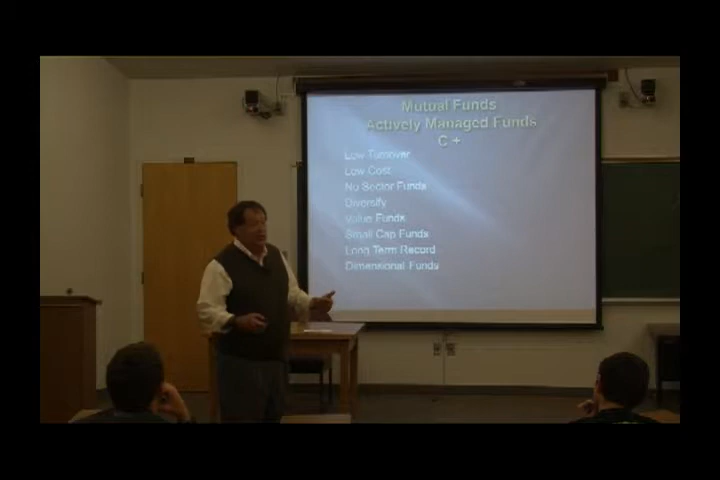 Mutual Funds
Actively Managed Funds
C +
Low Turnover
Low Cost
No Sector Funds
Diversify
Value Funds
Small Cap Funds
Long Term Record
Dimensional Funds